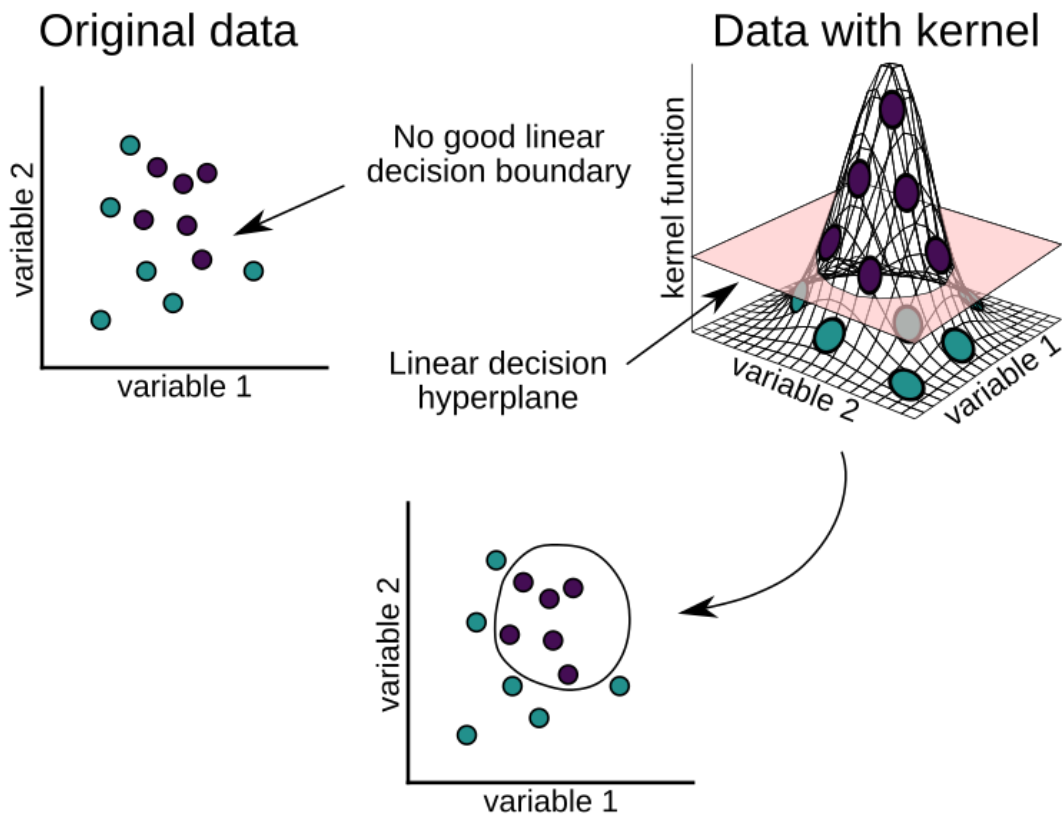 Original data
Data with kernel
No good linear
decision boundary
variable 2
variable 1
kernel function
variable 2
variable 1
Linear decision
hyperplane
variable 2
variable 1